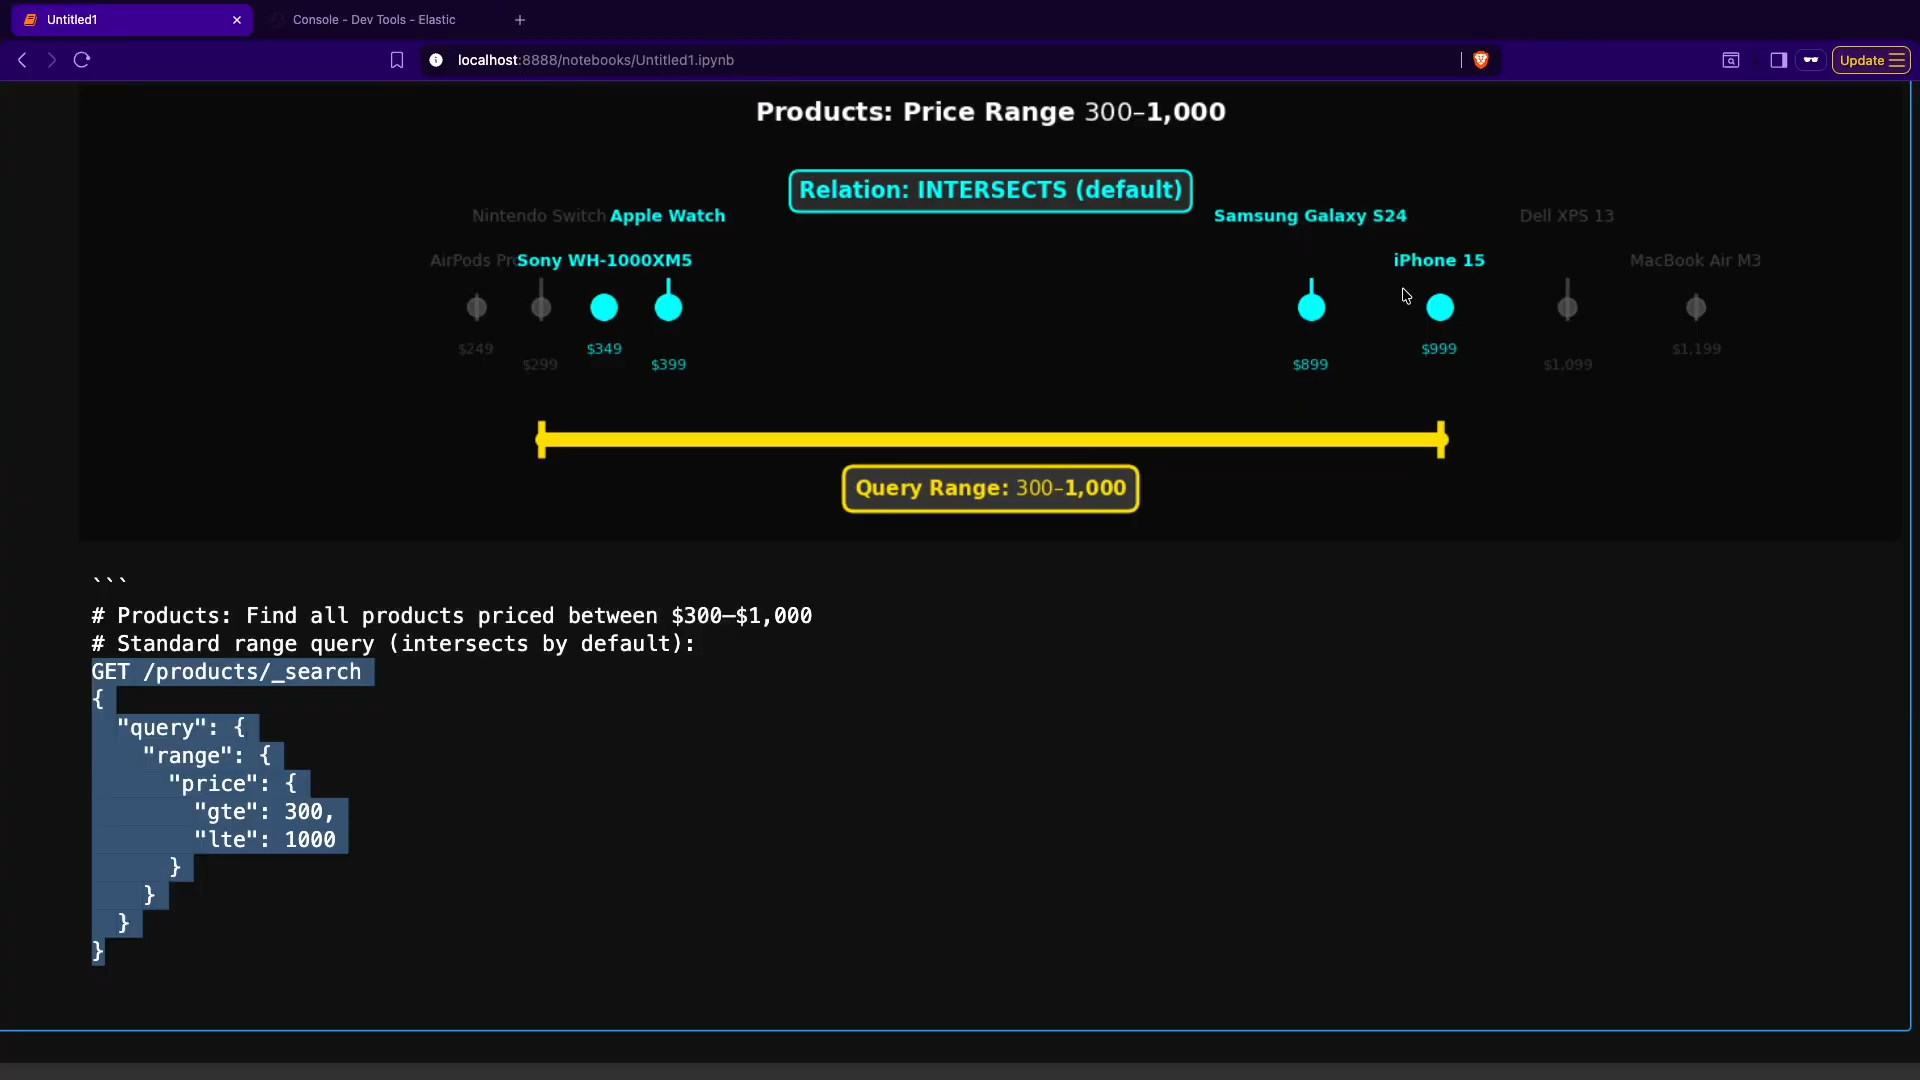 Untitled1
Console - Dev Tools - Elastic
localhost:8888/notebooks/Untitled1.ipynb
Update
Products: Price Range 300–1,000
Relation: INTERSECTS (default)
Nintendo Switch Apple Watch Samsung Galaxy S24 Dell XPS 13
AirPods Pro Sony WH-1000XM5 iPhone 15 MacBook Air M3
$249 $349 $999 $1,199
$299 $399 $899 $1,099
Query Range: 300–1,000
```
# Products: Find all products priced between $300–$1,000
# Standard range query (intersects by default):
GET /products/_search
{
  "query": {
    "range": {
      "price": {
        "gte": 300,
        "lte": 1000
      }
    }
  }
}